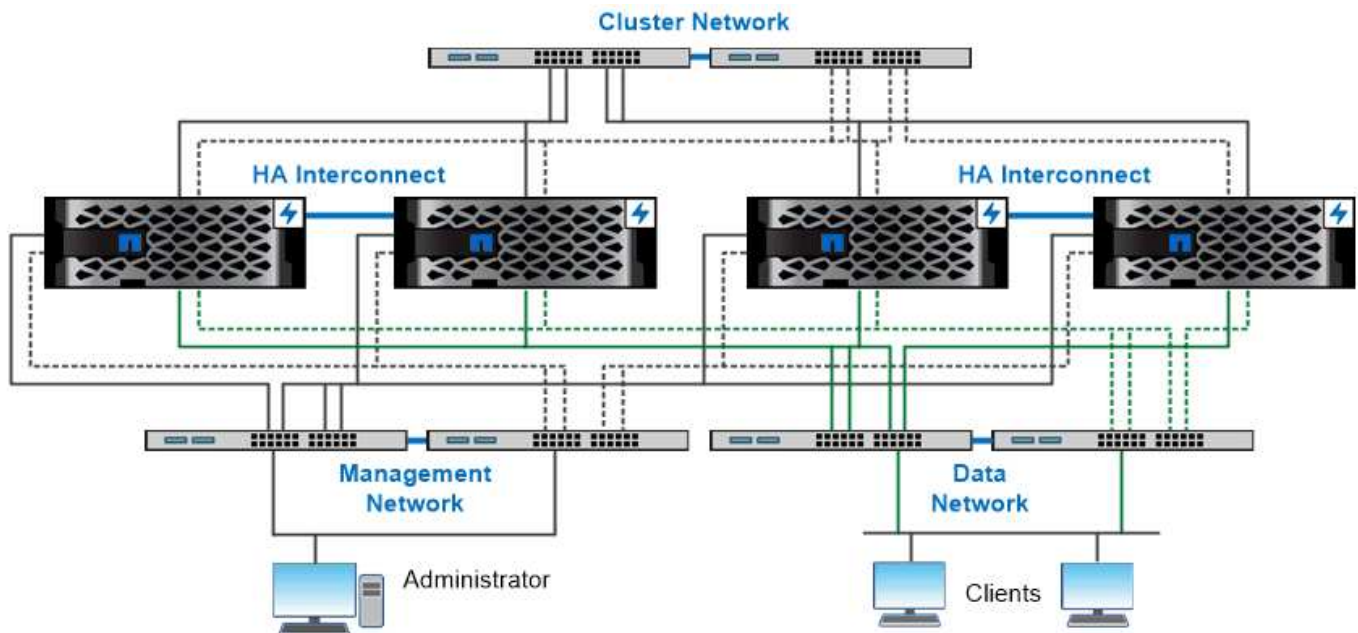 Cluster Network
HA Interconnect
HA Interconnect
Management
Network
Data
Network
Administrator
Clients